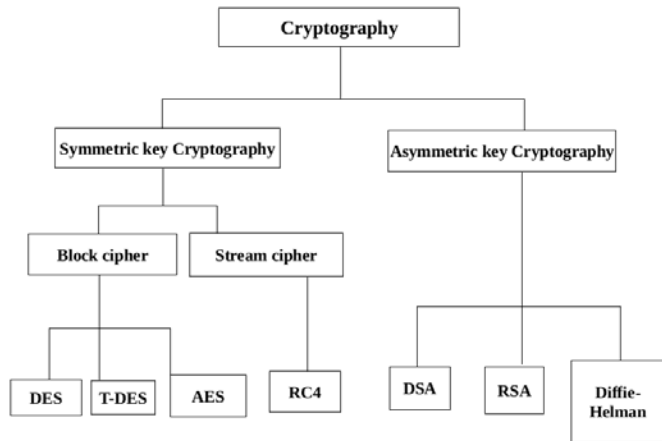 Cryptography
Symmetric key Cryptography
Asymmetric key Cryptography
Block cipher
Stream cipher
DES
T-DES
AES
RC4
DSA
RSA
Diffie-
Helman